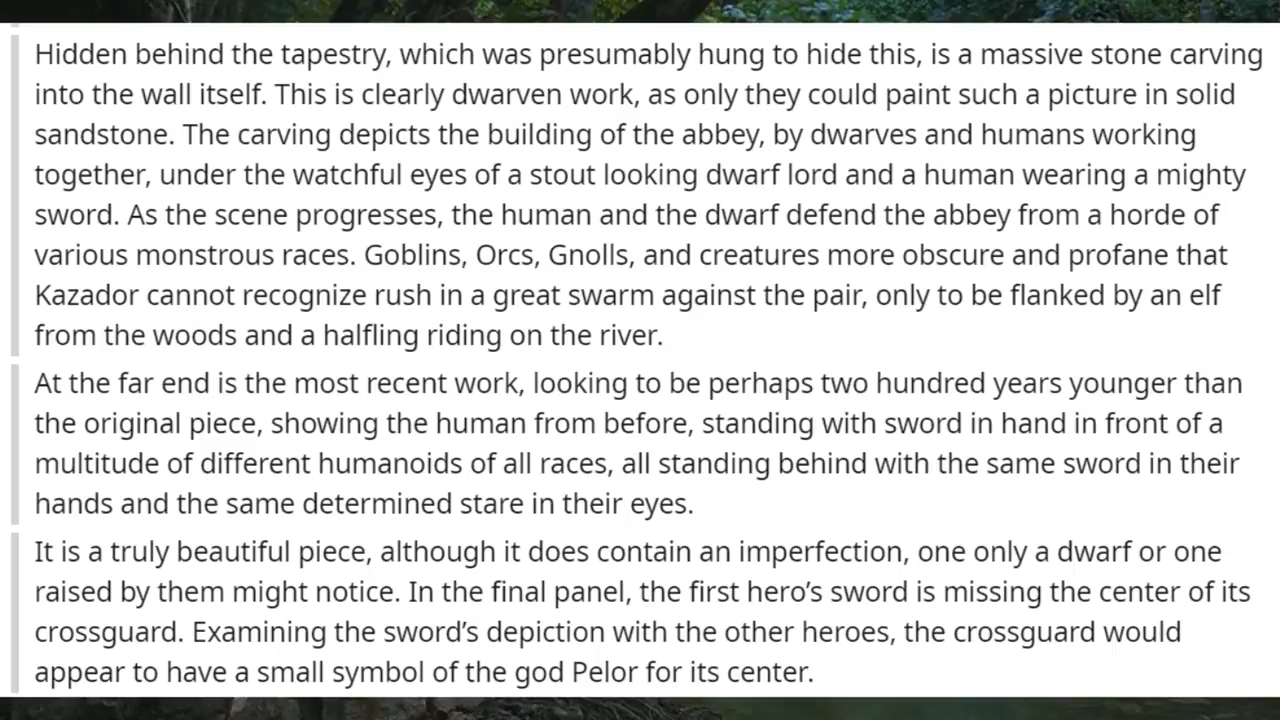 Hidden behind the tapestry, which was presumably hung to hide this, is a massive stone carving
into the wall itself. This is clearly dwarven work, as only they could paint such a picture in solid
sandstone. The carving depicts the building of the abbey, by dwarves and humans working
together, under the watchful eyes of a stout looking dwarf lord and a human wearing a mighty
sword. As the scene progresses, the human and the dwarf defend the abbey from a horde of
various monstrous races. Goblins, Orcs, Gnolls, and creatures more obscure and profane that
Kazador cannot recognize rush in a great swarm against the pair, only to be flanked by an elf
from the woods and a halfling riding on the river.
At the far end is the most recent work, looking to be perhaps two hundred years younger than
the original piece, showing the human from before, standing with sword in hand in front of a
multitude of different humanoids of all races, all standing behind with the same sword in their
hands and the same determined stare in their eyes.
It is a truly beautiful piece, although it does contain an imperfection, one only a dwarf or one
raised by them might notice. In the final panel, the first hero’s sword is missing the center of its
crossguard. Examining the sword’s depiction with the other heroes, the crossguard would
appear to have a small symbol of the god Pelor for its center.